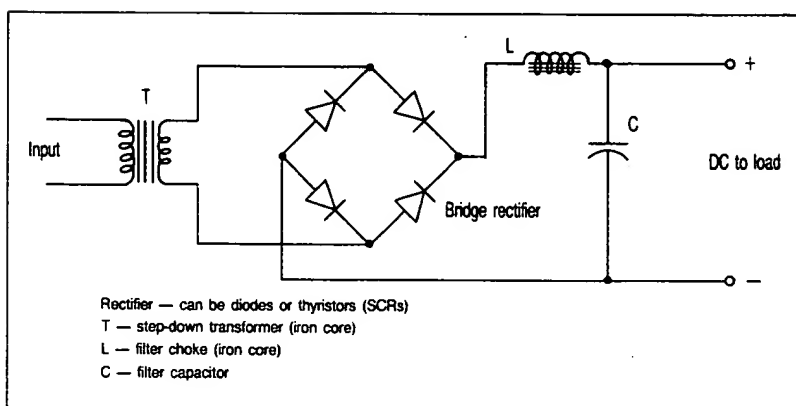 L
+
T
C
Input
DC to load
Bridge rectifier
−
Rectifier — can be diodes or thyristors (SCRs)
T — step-down transformer (iron core)
L — filter choke (iron core)
C — filter capacitor